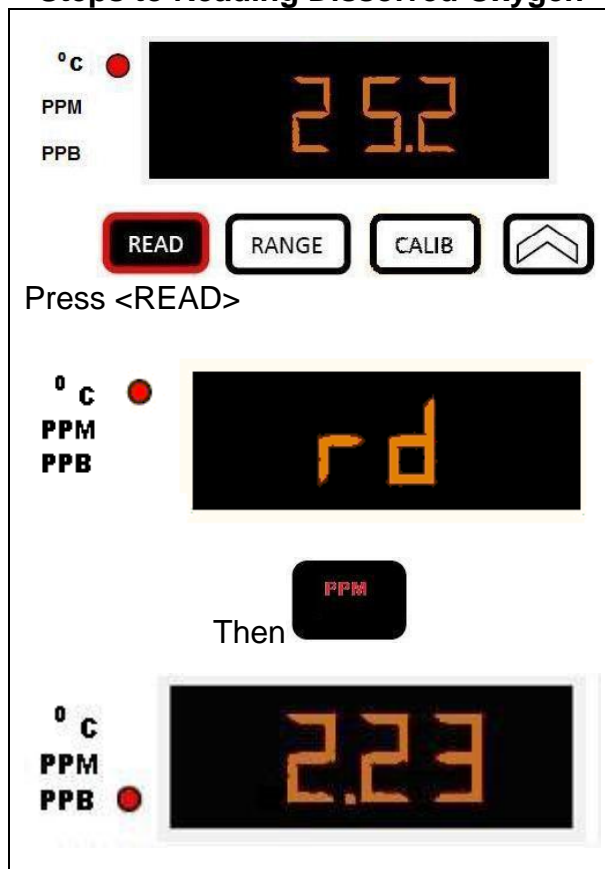 Steps to Reading Dissolved Oxygen
° C
PPM
PPB
25.2
READ RANGE CALIB
Press <READ>
° C
PPM
PPB
rd
PPM
Then
° C
PPM
PPB
2.23